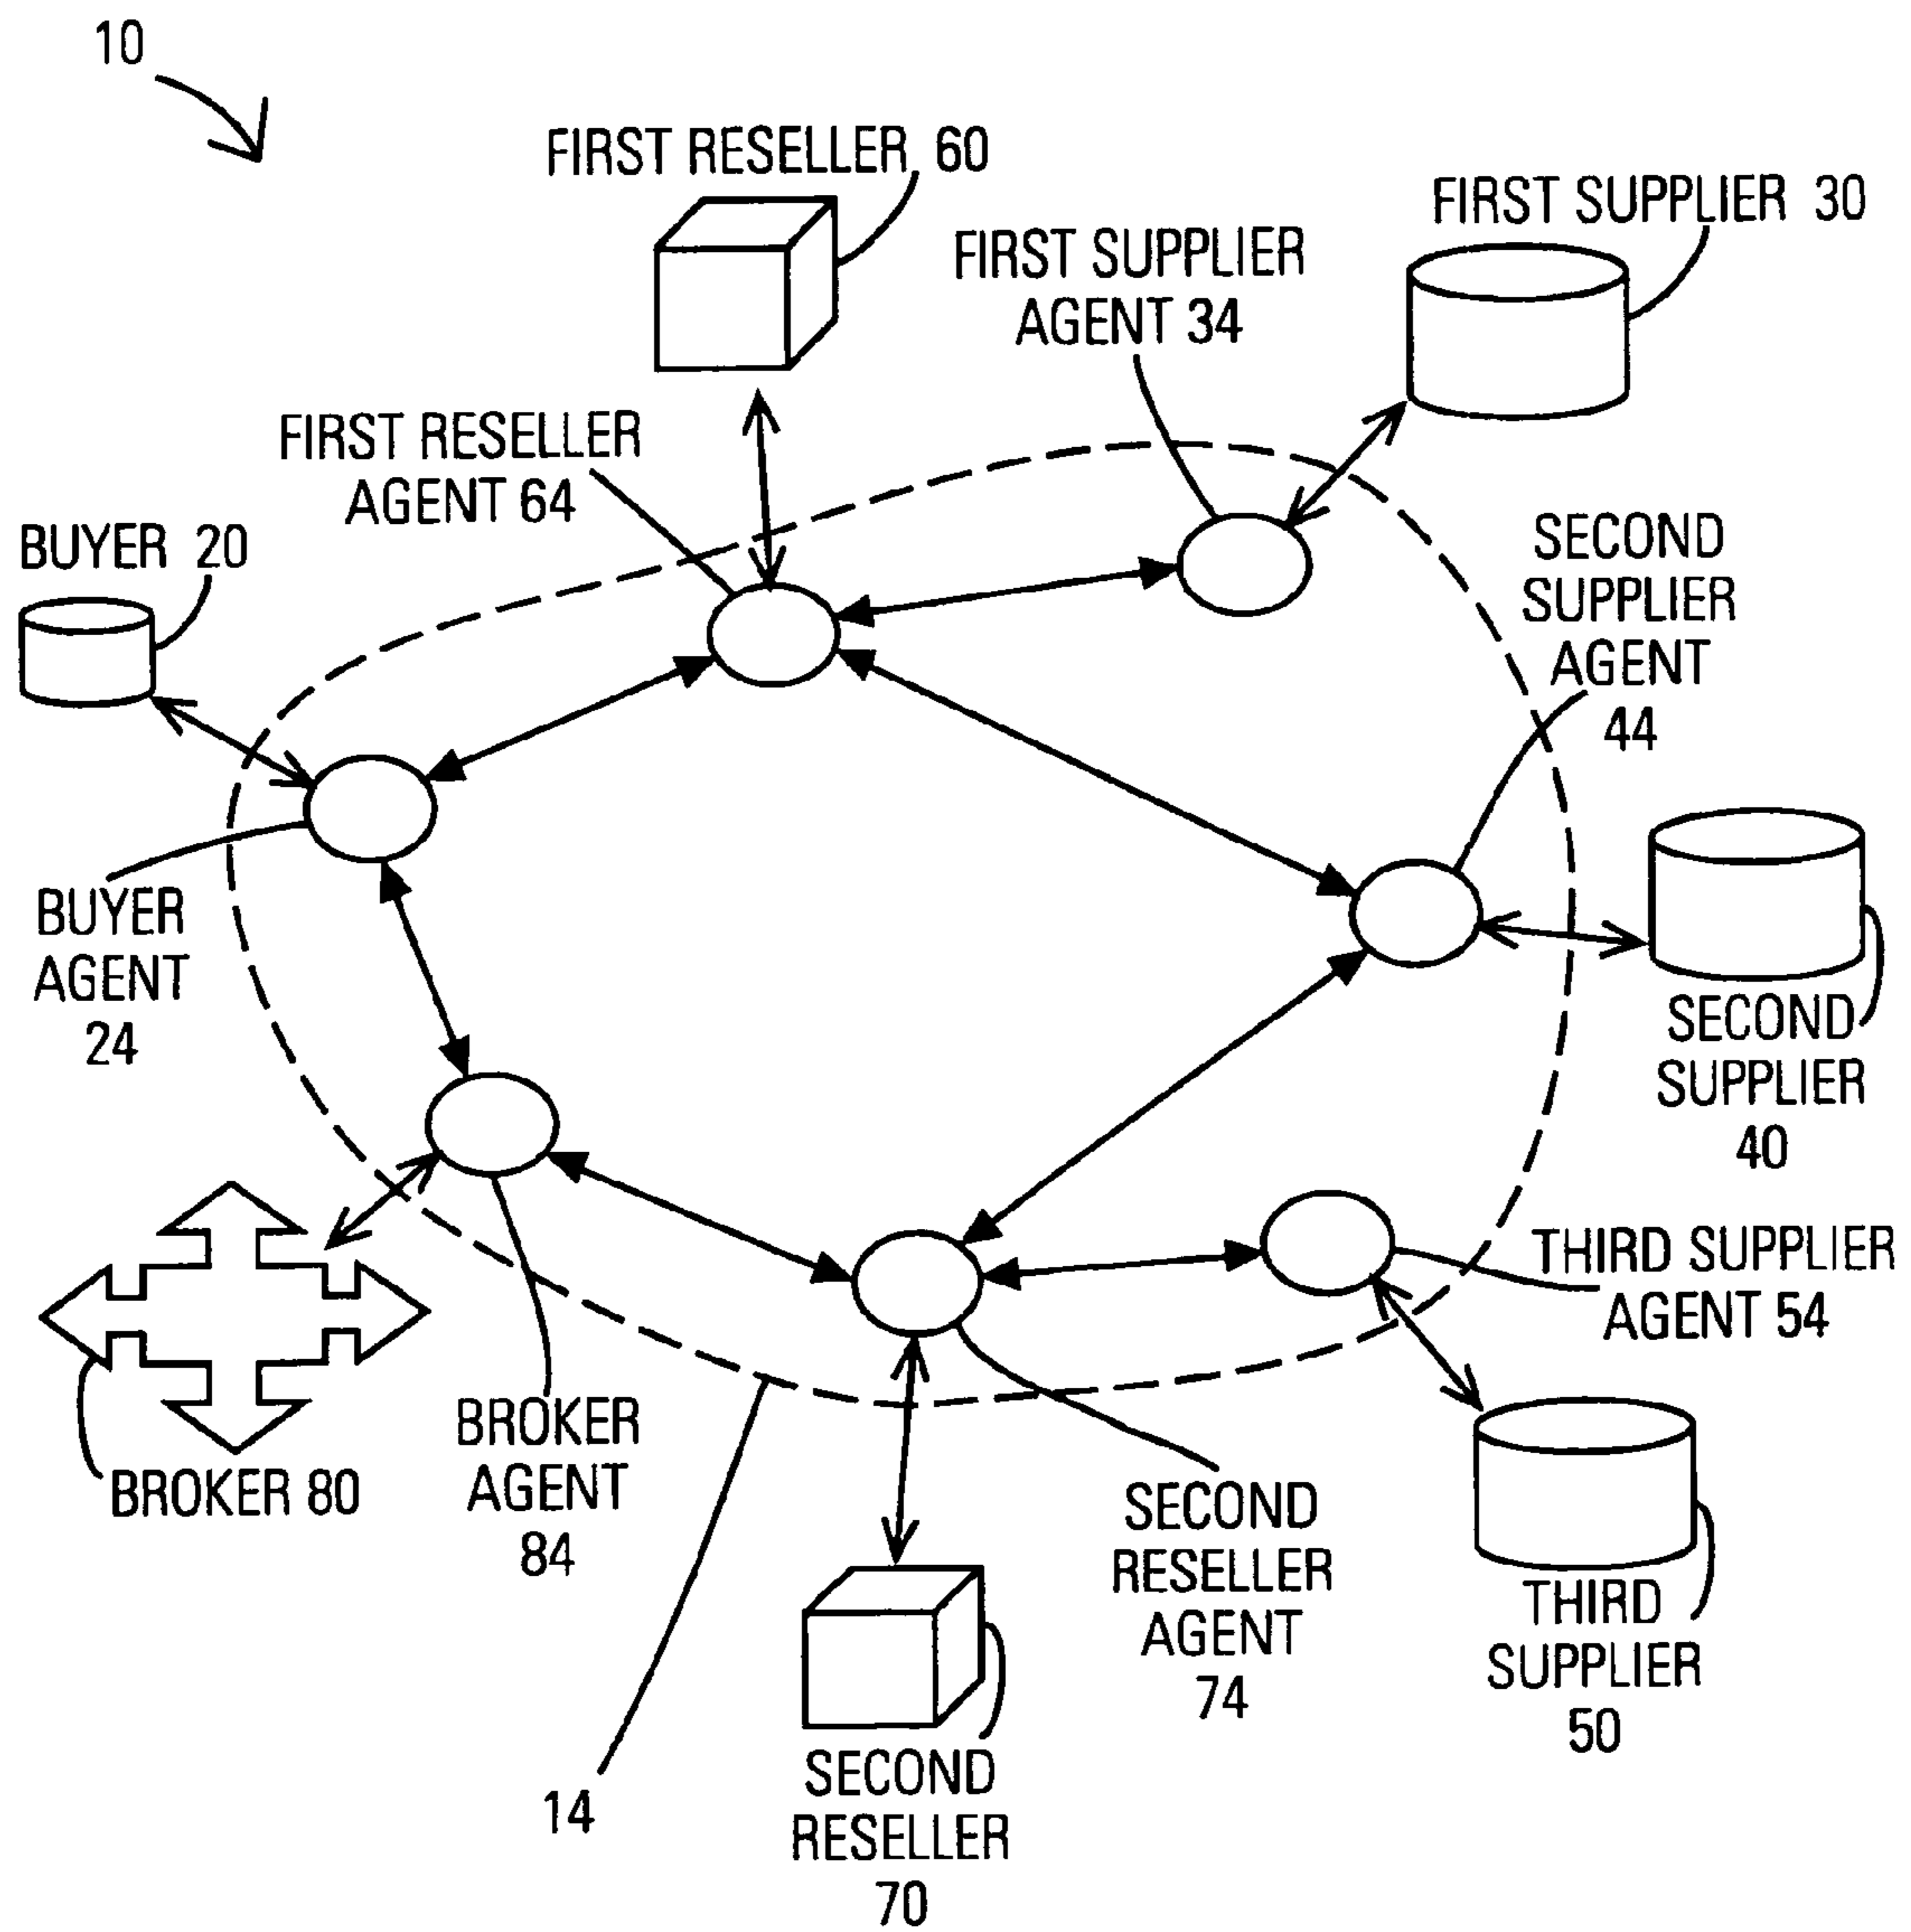 10
FIRST RESELLER 60
FIRST SUPPLIER 30
FIRST SUPPLIER
AGENT 34
FIRST RESELLER
AGENT 64
BUYER 20
SECOND
SUPPLIER
AGENT
44
BUYER
AGENT
24
SECOND
SUPPLIER
40
THIRD SUPPLIER
AGENT 54
BROKER 80
BROKER
AGENT
84
SECOND
RESELLER
AGENT
74
THIRD
SUPPLIER
50
14
SECOND
RESELLER
70